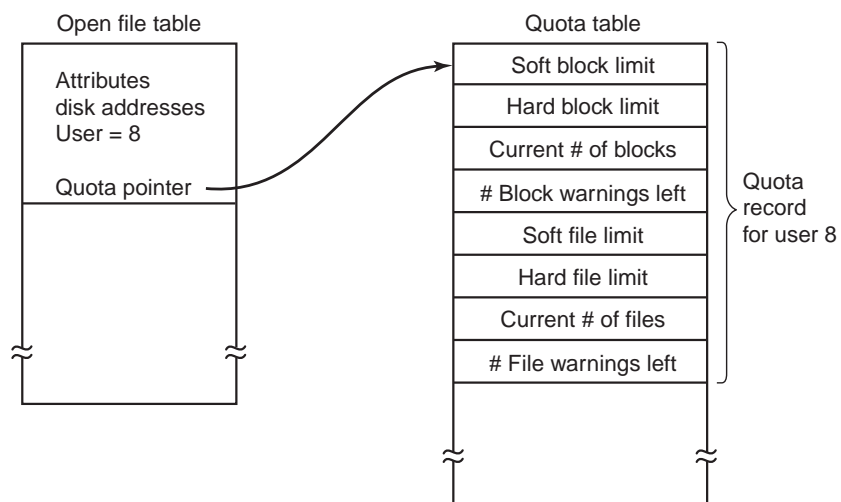 Open file table
Attributes
disk addresses
User = 8
Quota pointer
Quota table
Soft block limit
Hard block limit
Current # of blocks
# Block warnings left
Soft file limit
Hard file limit
Current # of files
# File warnings left
Quota
record
for user 8